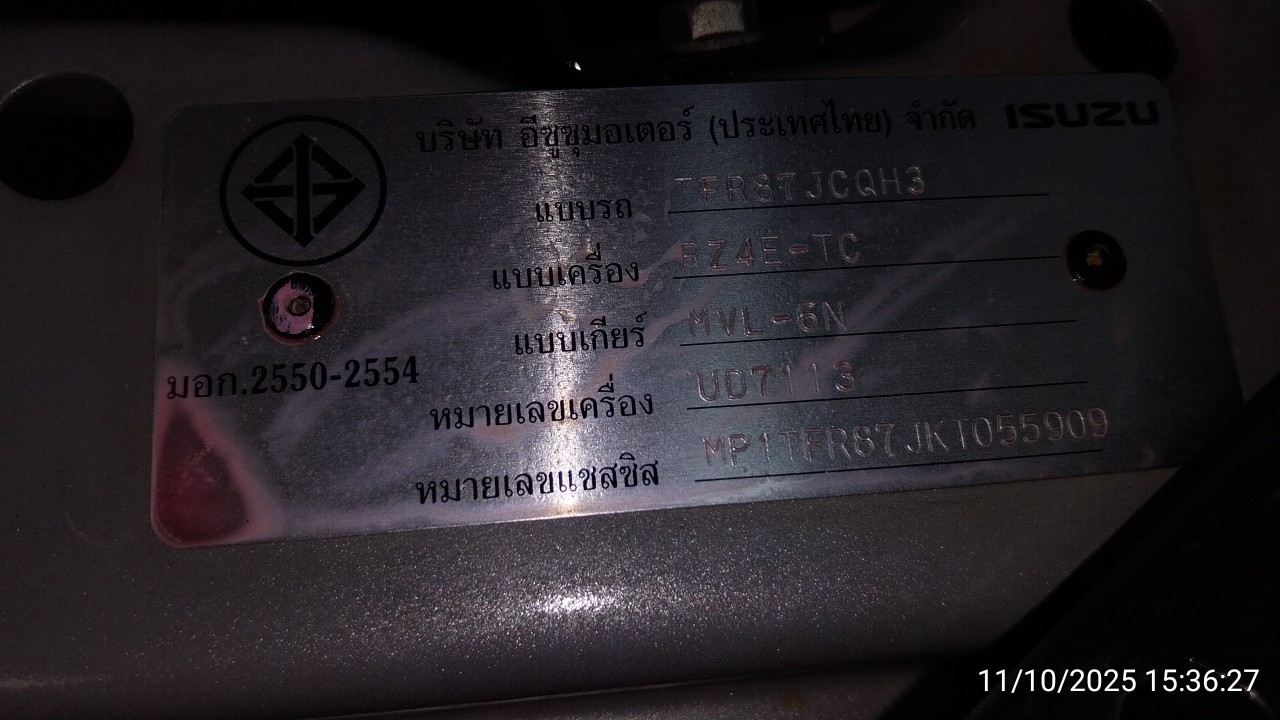 บริษัท อีซูซุมอเตอร์ (ประเทศไทย) จำกัด ISUZU
แบบรถ TFR87JCQH3
แบบเครื่อง RZ4E-TC
แบบเกียร์ MVL-6N
มอก.2550-2554
หมายเลขเครื่อง UD7113
หมายเลขแชสซิส MP1TFR87JKT055909
11/10/2025 15:36:27